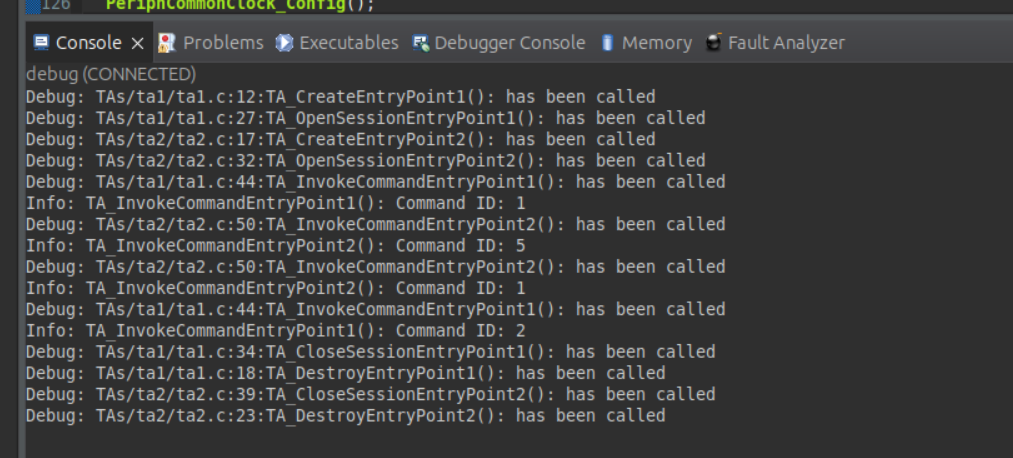 126 PeriphCommonClock_Config();
Console Problems Executables Debugger Console Memory Fault Analyzer
debug (CONNECTED)
Debug: TAs/ta1/ta1.c:12:TA_CreateEntryPoint1(): has been called
Debug: TAs/ta1/ta1.c:27:TA_OpenSessionEntryPoint1(): has been called
Debug: TAs/ta2/ta2.c:17:TA_CreateEntryPoint2(): has been called
Debug: TAs/ta2/ta2.c:32:TA_OpenSessionEntryPoint2(): has been called
Debug: TAs/ta1/ta1.c:44:TA_InvokeCommandEntryPoint1(): has been called
Info: TA_InvokeCommandEntryPoint1(): Command ID: 1
Debug: TAs/ta2/ta2.c:50:TA_InvokeCommandEntryPoint2(): has been called
Info: TA_InvokeCommandEntryPoint2(): Command ID: 5
Debug: TAs/ta2/ta2.c:50:TA_InvokeCommandEntryPoint2(): has been called
Info: TA_InvokeCommandEntryPoint2(): Command ID: 1
Debug: TAs/ta1/ta1.c:44:TA_InvokeCommandEntryPoint1(): has been called
Info: TA_InvokeCommandEntryPoint1(): Command ID: 2
Debug: TAs/ta1/ta1.c:34:TA_CloseSessionEntryPoint1(): has been called
Debug: TAs/ta1/ta1.c:18:TA_DestroyEntryPoint1(): has been called
Debug: TAs/ta2/ta2.c:39:TA_CloseSessionEntryPoint2(): has been called
Debug: TAs/ta2/ta2.c:23:TA_DestroyEntryPoint2(): has been called